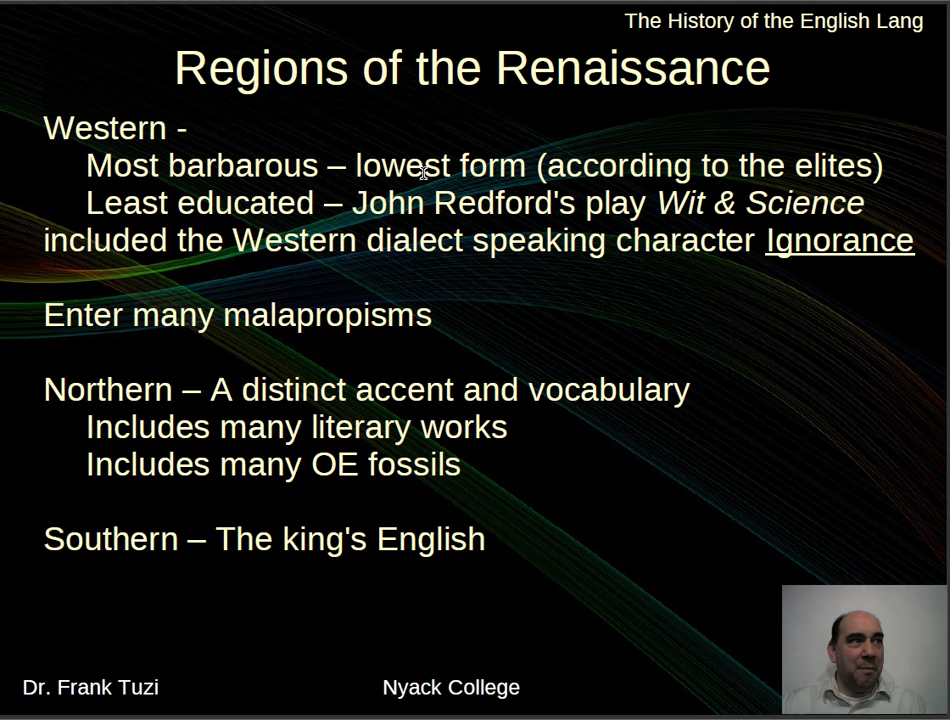 The History of the English Lang
Regions of the Renaissance
Western -
Most barbarous – lowest form (according to the elites)
Least educated – John Redford's play Wit & Science
included the Western dialect speaking character Ignorance
Enter many malapropisms
Northern – A distinct accent and vocabulary
Includes many literary works
Includes many OE fossils
Southern – The king's English
Dr. Frank Tuzi
Nyack College